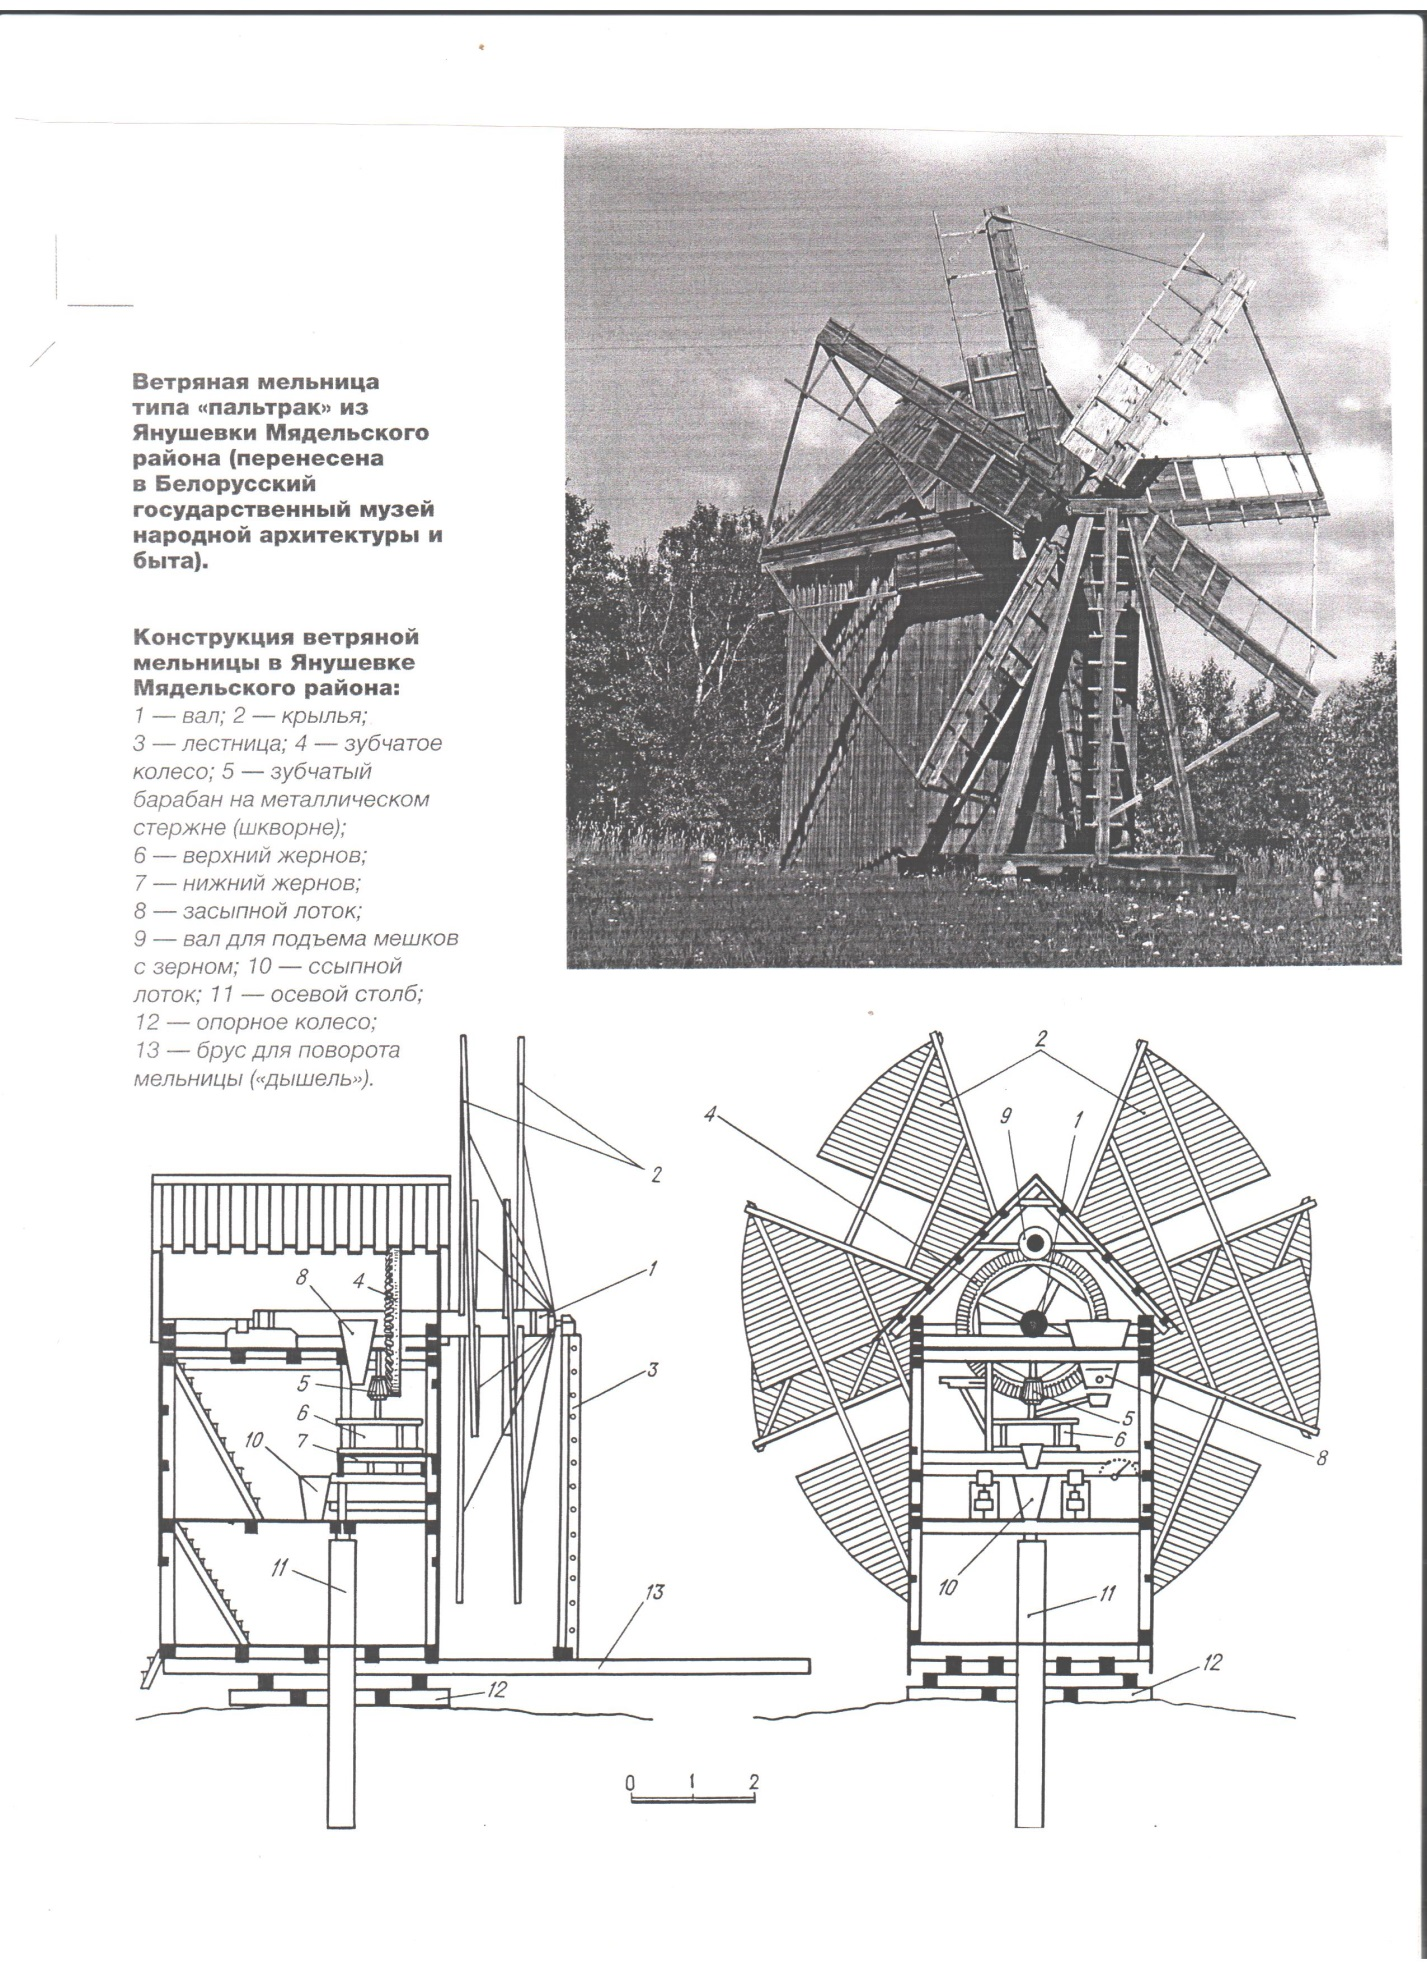 Ветряная мельница
типа «пальтрак» из
Янушевки Мядельского
района (перенесена
в Белорусский
государственный музей
народной архитектуры и
быта).
Конструкция ветряной
мельницы в Янушевке
Мядельского района:
1 — вал; 2 — крылья;
3 — лестница; 4 — зубчатое
колесо; 5 — зубчатый
барабан на металлическом
стержне (шкворне);
6 — верхний жернов;
7 — нижний жернов;
8 — засыпной лоток;
9 — вал для подъема мешков
с зерном; 10 — ссыпной
лоток; 11 — осевой столб;
12 — опорное колесо;
13 — брус для поворота
мельницы («дышель»).
2
8
4
1
3
5
6
7
10
11
13
12
2
4
9
1
5
6
8
10
11
12
0 1 2